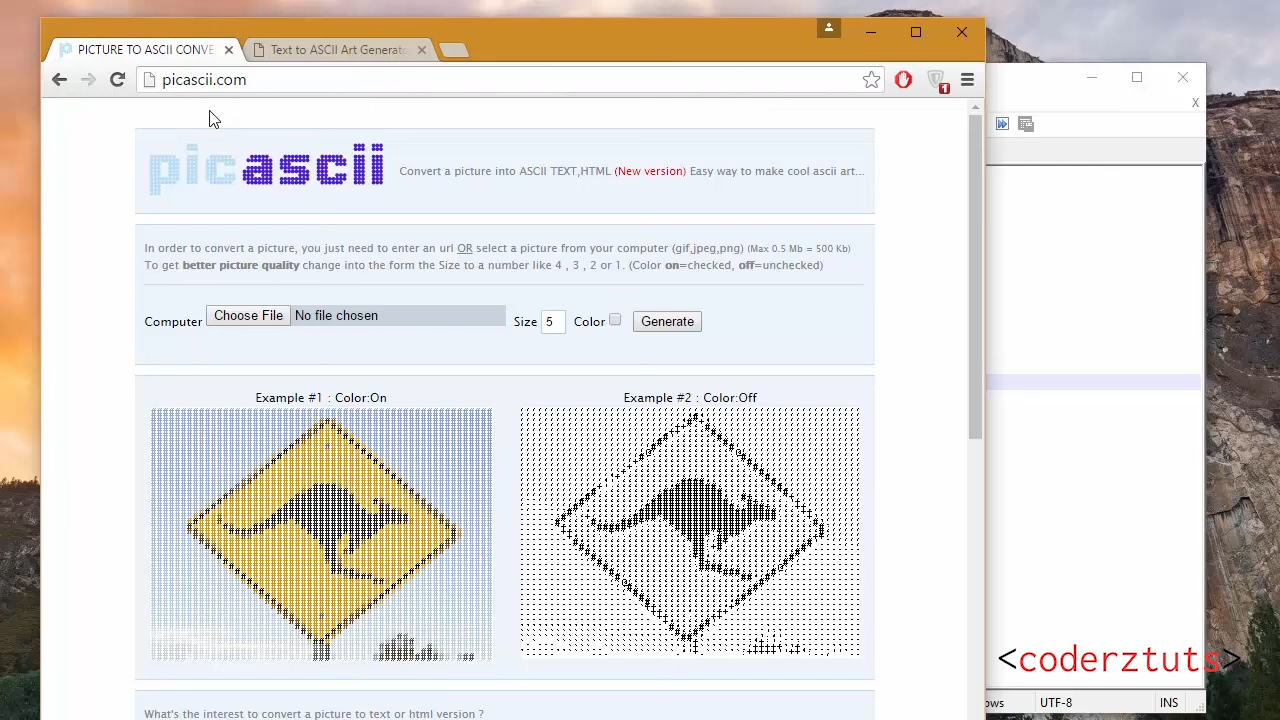 PICTURE TO ASCII CONVE
Text to ASCII Art Generato
picascii.com
1
X
picascii
Convert a picture into ASCII TEXT,HTML (New version) Easy way to make cool ascii art...
In order to convert a picture, you just need to enter an url OR select a picture from your computer (gif,jpeg,png) (Max 0.5 Mb = 500 Kb)
To get better picture quality change into the form the Size to a number like 4 , 3 , 2 or 1. (Color on=checked, off=unchecked)
Computer Choose File No file chosen Size 5 Color Generate
Example #1 : Color:On
Example #2 : Color:Off
<coderztuts>
What's the interest to convert a picture to text or html version ?
ows UTF-8 INS